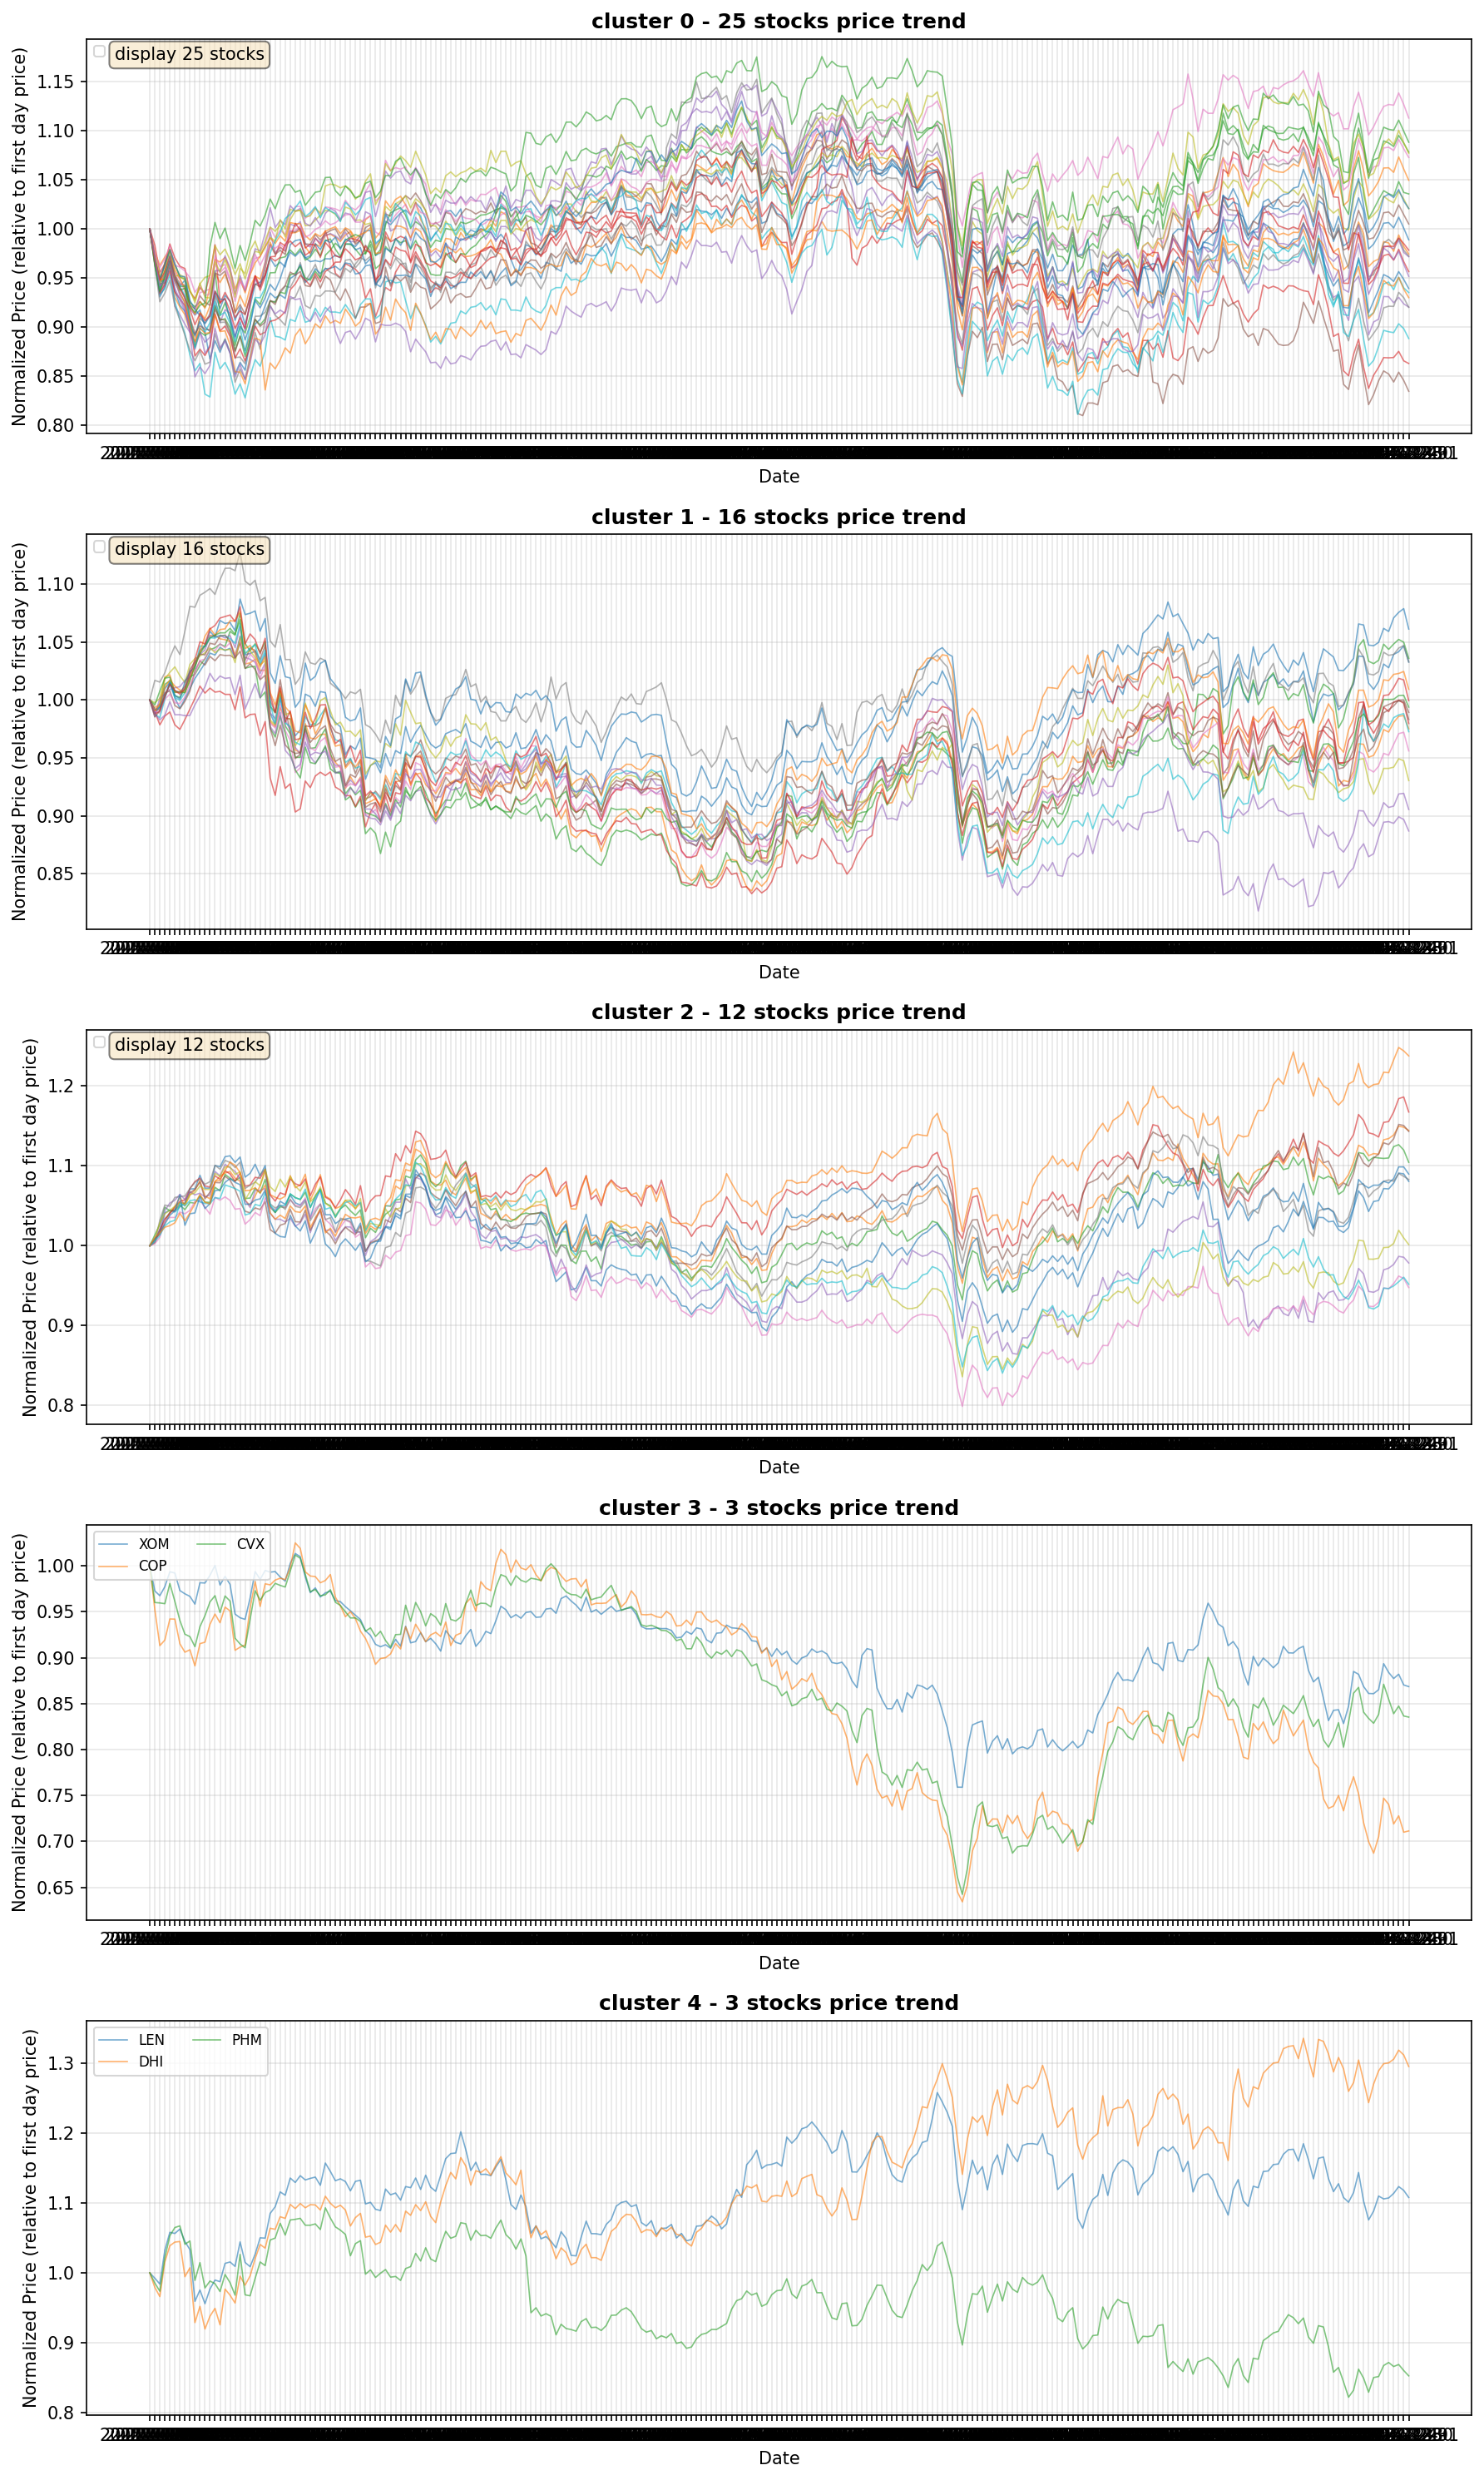 cluster 0 - 25 stocks price trend
display 25 stocks
Normalized Price (relative to first day price)
1.15
1.10
1.05
1.00
0.95
0.90
0.85
0.80
Date
cluster 1 - 16 stocks price trend
display 16 stocks
Normalized Price (relative to first day price)
1.10
1.05
1.00
0.95
0.90
0.85
Date
cluster 2 - 12 stocks price trend
display 12 stocks
Normalized Price (relative to first day price)
1.2
1.1
1.0
0.9
0.8
Date
cluster 3 - 3 stocks price trend
XOM CVX
COP
Normalized Price (relative to first day price)
1.00
0.95
0.90
0.85
0.80
0.75
0.70
0.65
Date
cluster 4 - 3 stocks price trend
LEN PHM
DHI
Normalized Price (relative to first day price)
1.3
1.2
1.1
1.0
0.9
0.8
Date